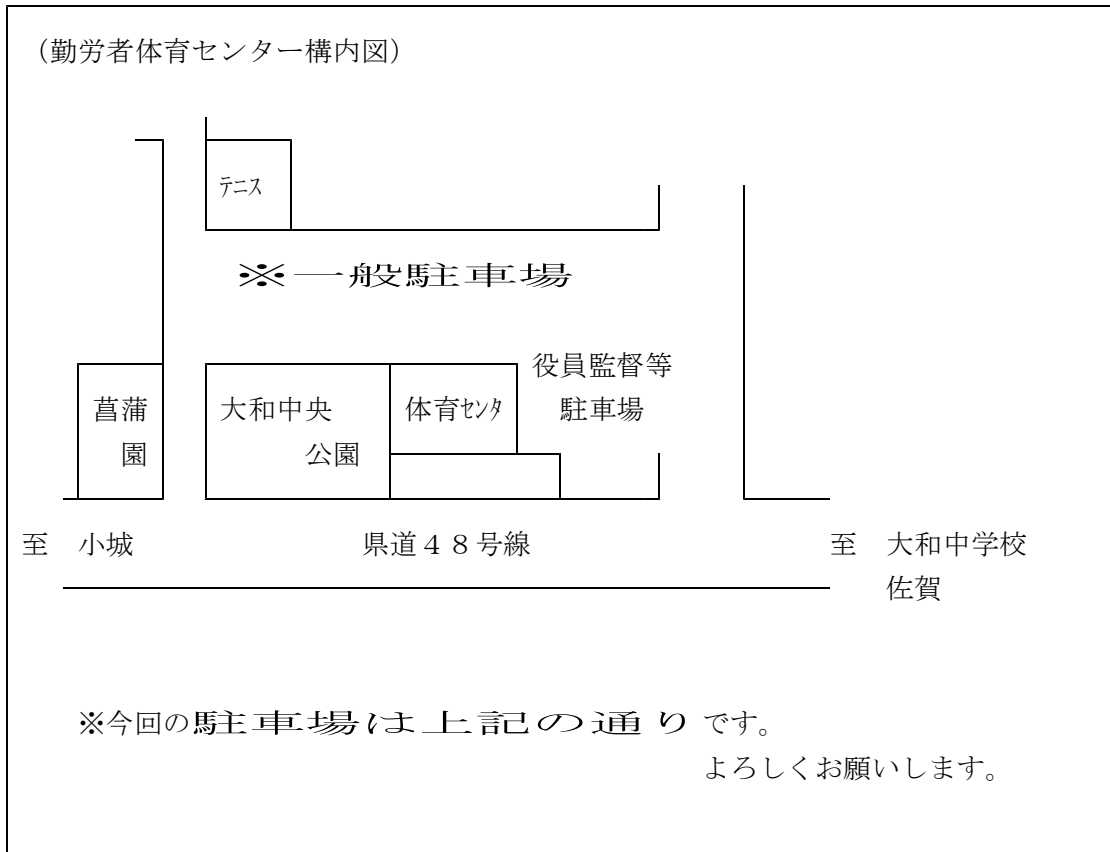 （勤労者体育センター構内図）
ﾃﾆｽ
※一般駐車場
役員監督等
駐車場
菖蒲
園
大和中央
公園
体育ｾﾝﾀ
至　小城
県道４８号線
至　大和中学校
佐賀
※今回の駐車場は上記の通りです。
よろしくお願いします。